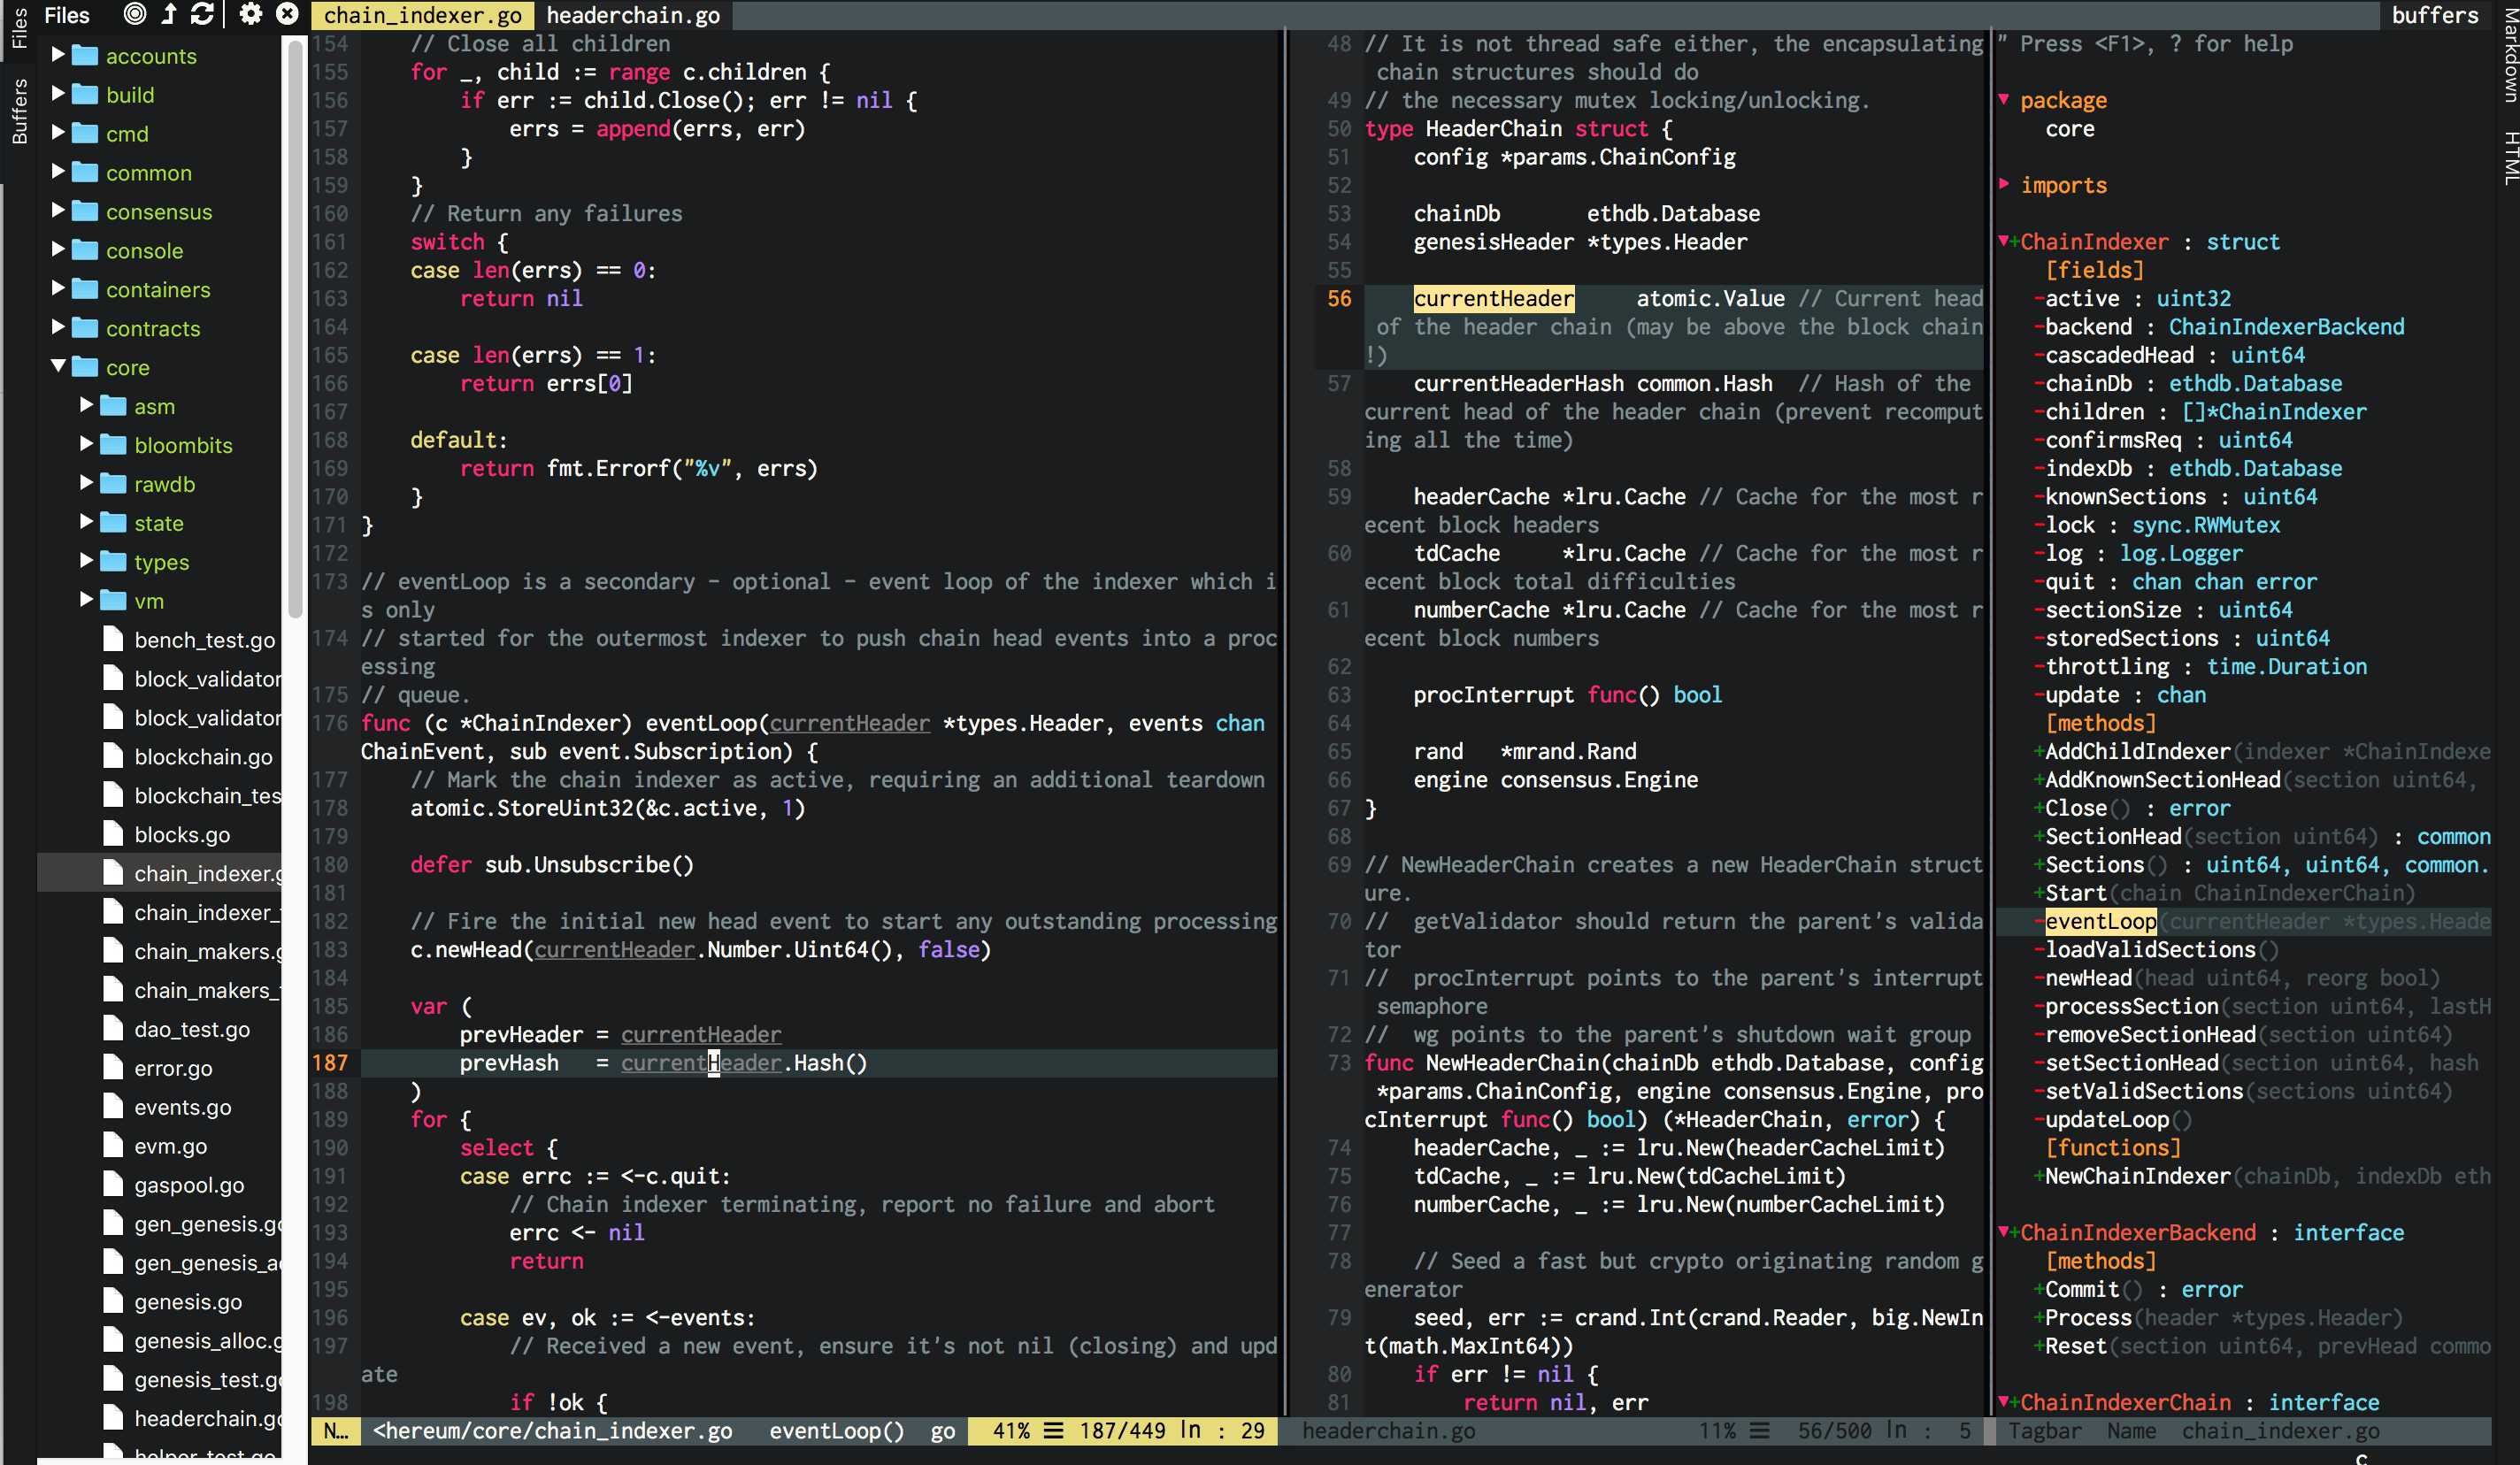 Files
Buffers
Files
accounts
build
cmd
common
consensus
console
containers
contracts
core
asm
bloombits
rawdb
state
types
vm
bench_test.go
block_validator
block_validator
blockchain.go
blockchain_tes
blocks.go
chain_indexer.g
chain_indexer_
chain_makers.g
chain_makers_
dao_test.go
error.go
events.go
evm.go
gaspool.go
gen_genesis.go
gen_genesis_a
genesis.go
genesis_alloc.g
genesis_test.go
headerchain.go
helper_test.go
chain_indexer.go headerchain.go buffers
154 // Close all children
155 for _, child := range c.children {
156 if err := child.Close(); err != nil {
157 errs = append(errs, err)
158 }
159 }
160 // Return any failures
161 switch {
162 case len(errs) == 0:
163 return nil
164
165 case len(errs) == 1:
166 return errs[0]
167
168 default:
169 return fmt.Errorf("%v", errs)
170 }
171 }
172
173 // eventLoop is a secondary - optional - event loop of the indexer which i
s only
174 // started for the outermost indexer to push chain head events into a proc
essing
175 // queue.
176 func (c *ChainIndexer) eventLoop(currentHeader *types.Header, events chan
ChainEvent, sub event.Subscription) {
177 // Mark the chain indexer as active, requiring an additional teardown
178 atomic.StoreUint32(&c.active, 1)
179
180 defer sub.Unsubscribe()
181
182 // Fire the initial new head event to start any outstanding processing
183 c.newHead(currentHeader.Number.Uint64(), false)
184
185 var (
186 prevHeader = currentHeader
187 prevHash = currentHeader.Hash()
188 )
189 for {
190 select {
191 case errc := <-c.quit:
192 // Chain indexer terminating, report no failure and abort
193 errc <- nil
194 return
195
196 case ev, ok := <-events:
197 // Received a new event, ensure it's not nil (closing) and upd
ate
198 if !ok {
N… <hereum/core/chain_indexer.go eventLoop() go 41% ☰ 187/449 ln : 29
48 // It is not thread safe either, the encapsulating
chain structures should do
49 // the necessary mutex locking/unlocking.
50 type HeaderChain struct {
51 config *params.ChainConfig
52
53 chainDb ethdb.Database
54 genesisHeader *types.Header
55
56 currentHeader atomic.Value // Current head
of the header chain (may be above the block chain
!)
57 currentHeaderHash common.Hash // Hash of the
current head of the header chain (prevent recomput
ing all the time)
58
59 headerCache *lru.Cache // Cache for the most r
ecent block headers
60 tdCache *lru.Cache // Cache for the most r
ecent block total difficulties
61 numberCache *lru.Cache // Cache for the most r
ecent block numbers
62
63 procInterrupt func() bool
64
65 rand *mrand.Rand
66 engine consensus.Engine
67 }
68
69 // NewHeaderChain creates a new HeaderChain struct
ure.
70 // getValidator should return the parent's valida
tor
71 // procInterrupt points to the parent's interrupt
semaphore
72 // wg points to the parent's shutdown wait group
73 func NewHeaderChain(chainDb ethdb.Database, config
*params.ChainConfig, engine consensus.Engine, pro
cInterrupt func() bool) (*HeaderChain, error) {
74 headerCache, _ := lru.New(headerCacheLimit)
75 tdCache, _ := lru.New(tdCacheLimit)
76 numberCache, _ := lru.New(numberCacheLimit)
77
78 // Seed a fast but crypto originating random g
enerator
79 seed, err := crand.Int(crand.Reader, big.NewIn
t(math.MaxInt64))
80 if err != nil {
81 return nil, err
headerchain.go 11% ☰ 56/500 ln : 5
" Press <F1>, ? for help
▼ package
core
▶ imports
▼+ChainIndexer : struct
[fields]
-active : uint32
-backend : ChainIndexerBackend
-cascadedHead : uint64
-chainDb : ethdb.Database
-children : []*ChainIndexer
-confirmsReq : uint64
-indexDb : ethdb.Database
-knownSections : uint64
-lock : sync.RWMutex
-log : log.Logger
-quit : chan chan error
-sectionSize : uint64
-storedSections : uint64
-throttling : time.Duration
-update : chan
[methods]
+AddChildIndexer(indexer *ChainIndexe
+AddKnownSectionHead(section uint64,
+Close() : error
+SectionHead(section uint64) : common
+Sections() : uint64, uint64, common.
+Start(chain ChainIndexerChain)
-eventLoop(currentHeader *types.Heade
-loadValidSections()
-newHead(head uint64, reorg bool)
-processSection(section uint64, lastH
-removeSectionHead(section uint64)
-setSectionHead(section uint64, hash
-setValidSections(sections uint64)
-updateLoop()
[functions]
+NewChainIndexer(chainDb, indexDb eth
▼+ChainIndexerBackend : interface
[methods]
+Commit() : error
+Process(header *types.Header)
+Reset(section uint64, prevHead commo
▼+ChainIndexerChain : interface
Tagbar Name chain_indexer.go
Markdown
HTML